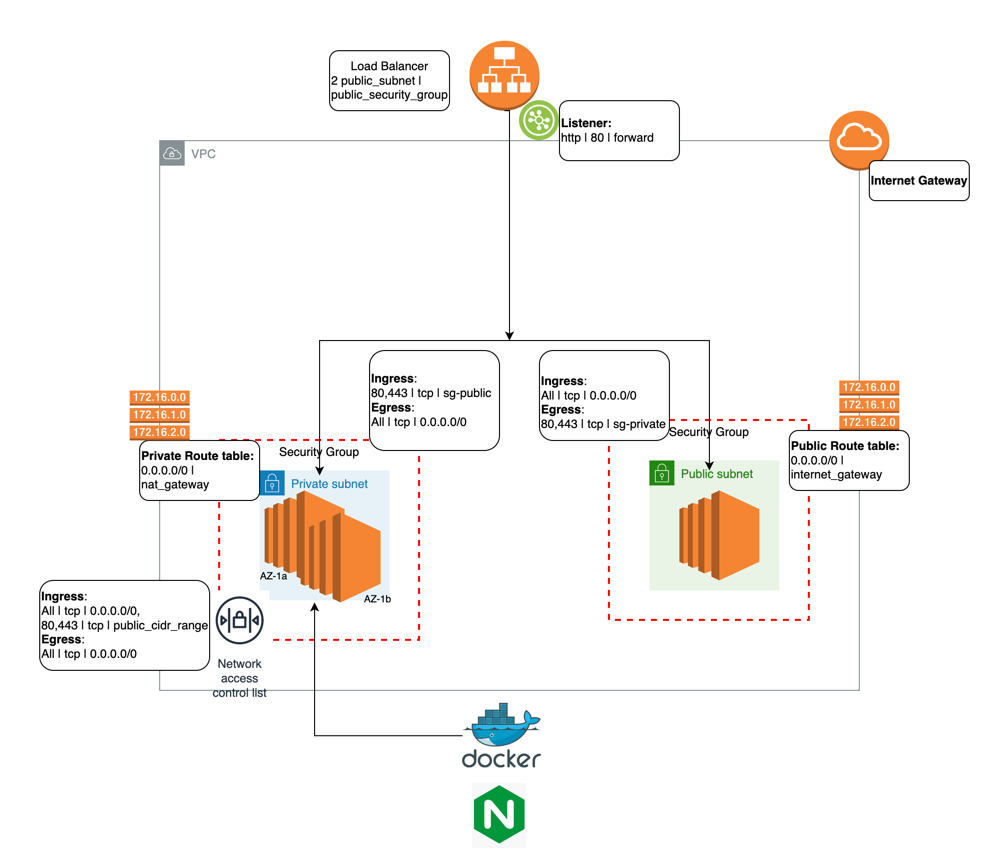 Load Balancer
2 public_subnet |
public_security_group
Listener:
http | 80 | forward
VPC
Internet Gateway
Ingress:
80,443 | tcp | sg-public
Egress:
All | tcp | 0.0.0.0/0
Ingress:
All | tcp | 0.0.0.0/0
Egress:
80,443 | tcp | sg-private
172.16.0.0
172.16.1.0
172.16.2.0
172.16.0.0
172.16.1.0
172.16.2.0
Private Route table:
0.0.0.0/0 |
nat_gateway
Security Group
Security Group
Public Route table:
0.0.0.0/0 |
internet_gateway
Private subnet
Public subnet
AZ-1a
AZ-1b
Ingress:
All | tcp | 0.0.0.0/0,
80,443 | tcp | public_cidr_range
Egress:
All | tcp | 0.0.0.0/0
Network
access
control list
docker
N